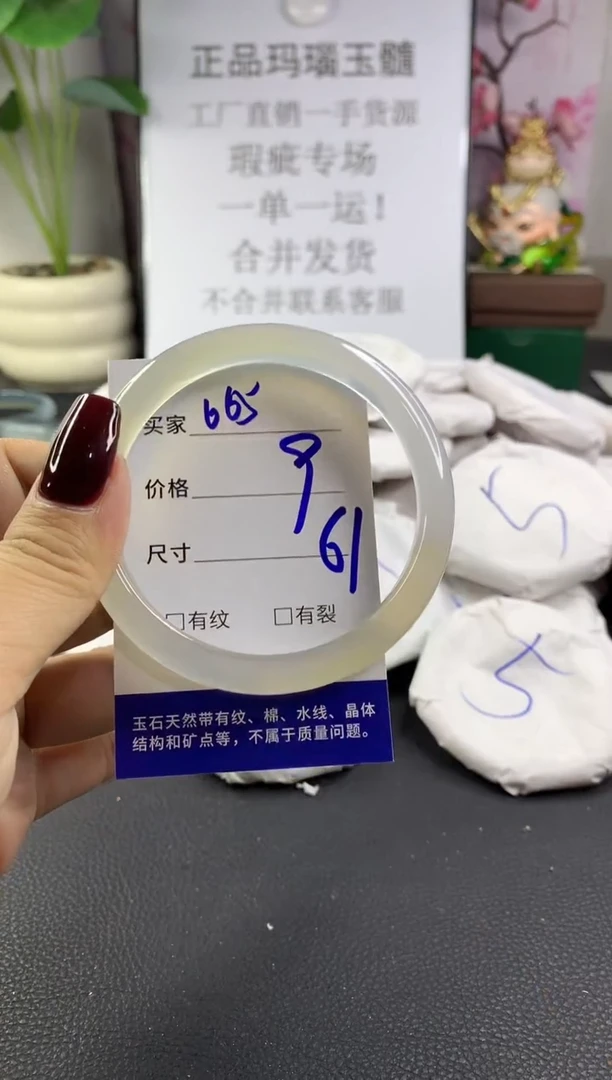 正品玛瑙玉髓
工厂直销一手货源
瑕疵专场
一单一运！
合并发货
不合并联系客服
买家 665
价格 9
尺寸 61
□有纹 □有裂
玉石天然带有纹、棉、水线、晶体
结构和矿点等，不属于质量问题。
5
5